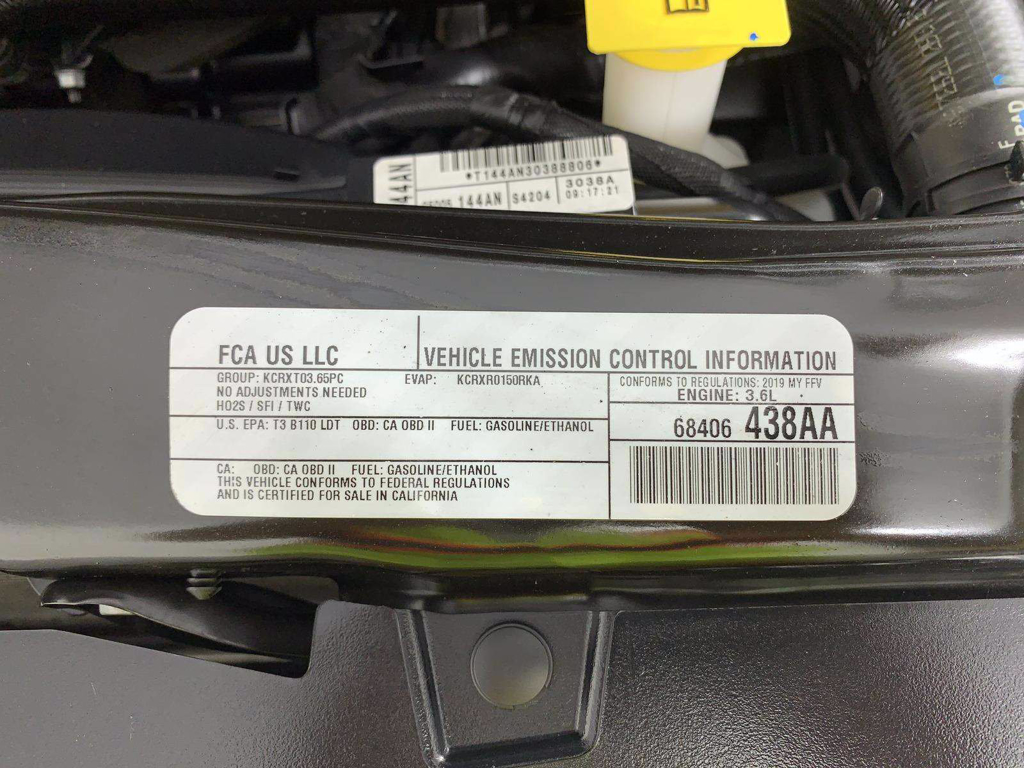 *T144AN30388806*
44AN
144AN
S4204
3038A
09:17:21
FCA US LLC
VEHICLE EMISSION CONTROL INFORMATION
GROUP: KCRXT03.65PC EVAP: KCRXR0150RKA
NO ADJUSTMENTS NEEDED
HO2S / SFI / TWC
CONFORMS TO REGULATIONS: 2019 MY FFV
ENGINE: 3.6L
U.S. EPA: T3 B110 LDT OBD: CA OBD II FUEL: GASOLINE/ETHANOL
68406 438AA
CA: OBD: CA OBD II FUEL: GASOLINE/ETHANOL
THIS VEHICLE CONFORMS TO FEDERAL REGULATIONS
AND IS CERTIFIED FOR SALE IN CALIFORNIA